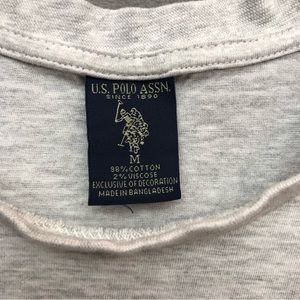 U.S. POLO ASSN.
SINCE 1890
M
98% COTTON
2% VISCOSE
EXCLUSIVE OF DECORATION
MADE IN BANGLADESH